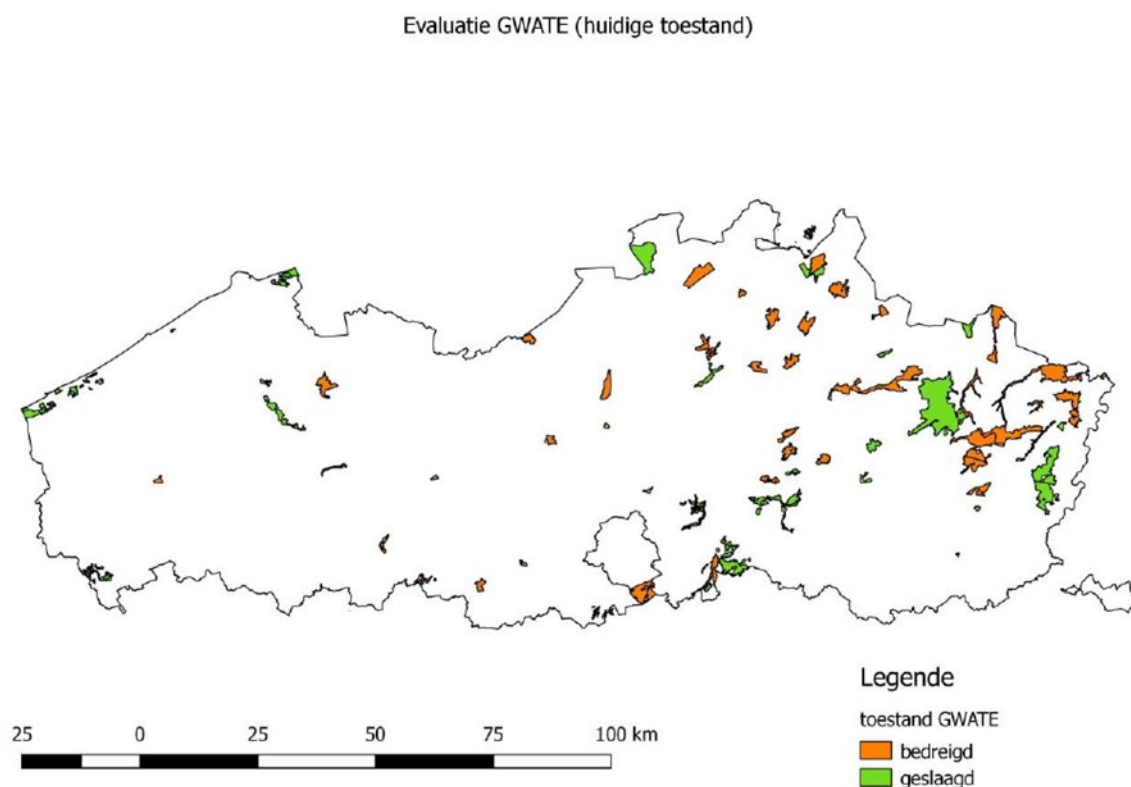 Evaluatie GWATE (huidige toestand)
25 0 25 50 75 100 km
Legende
toestand GWATE
bedreigd
geslaagd